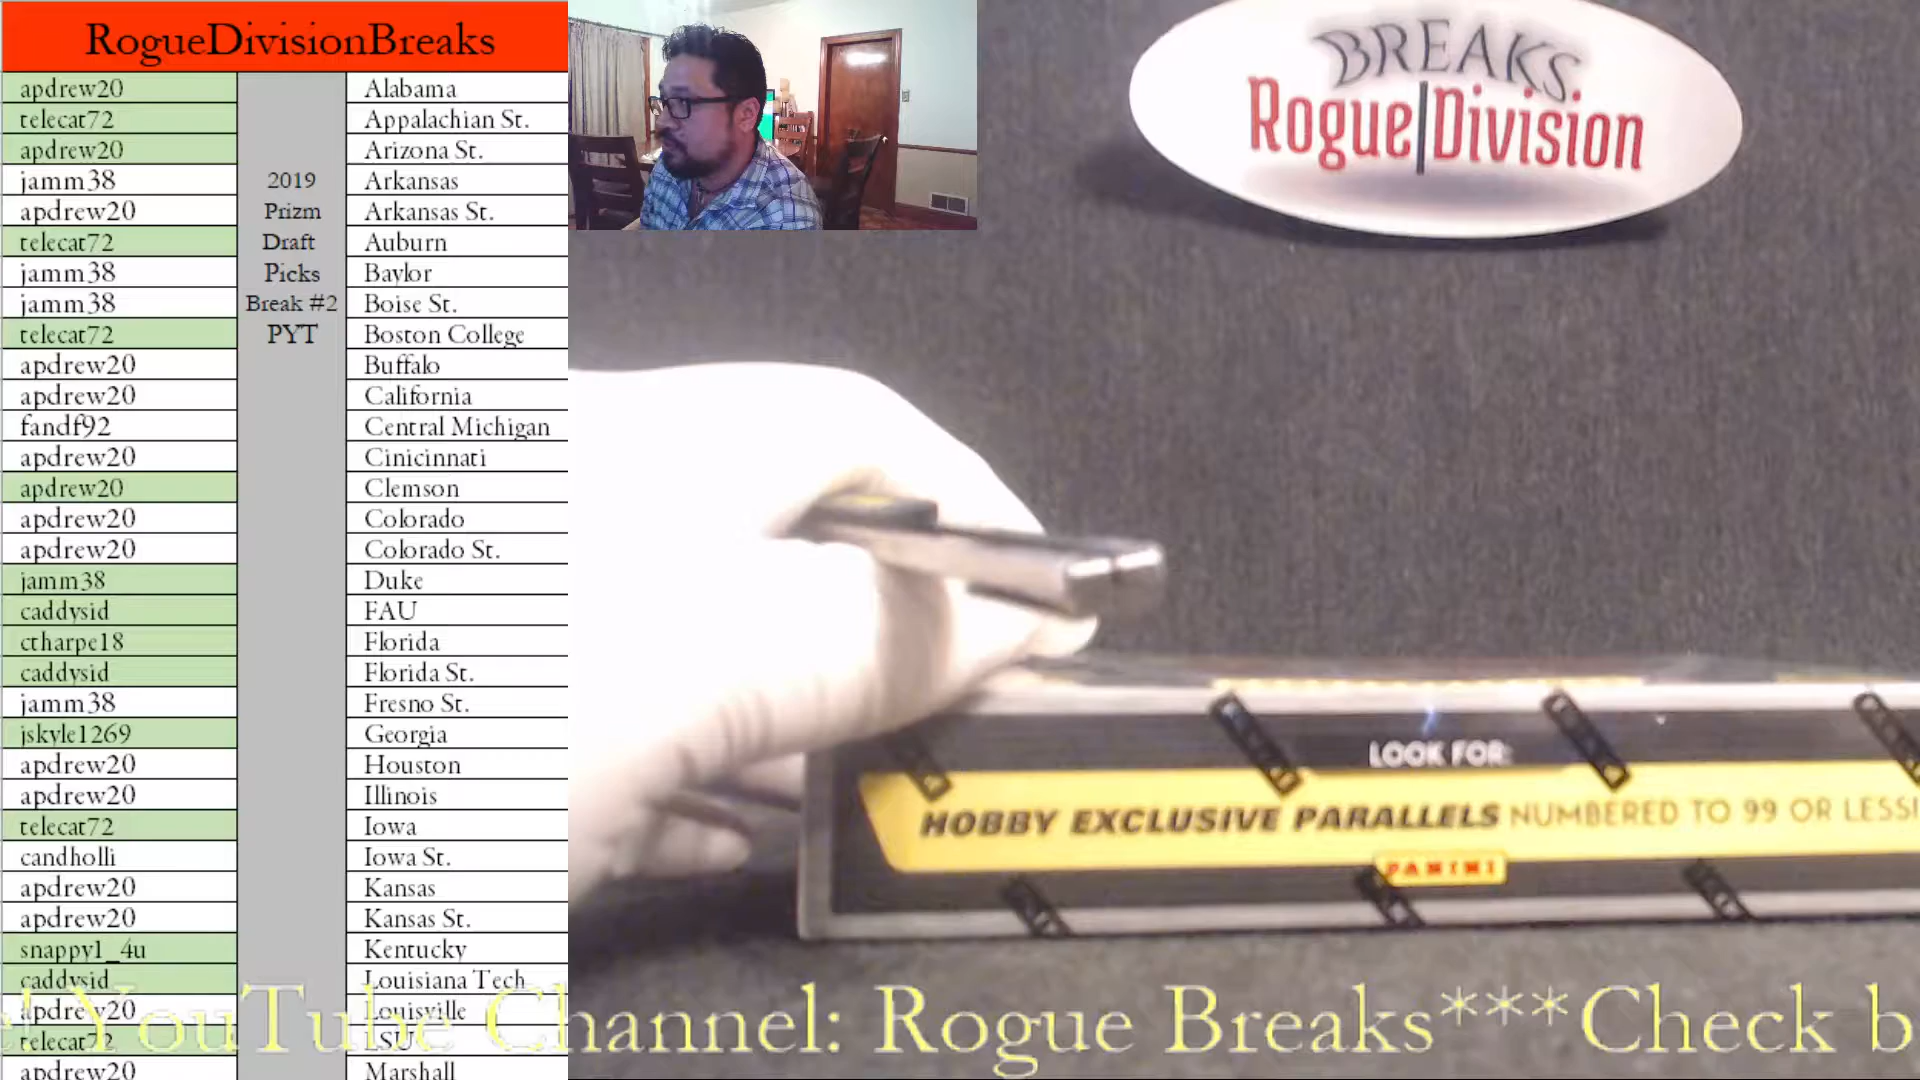 RogueDivisionBreaks
apdrew20 Alabama
telecat72 Appalachian St.
apdrew20 Arizona St.
jamm38 2019 Arkansas
apdrew20 Prizm Arkansas St.
telecat72 Draft Auburn
jamm38 Picks Baylor
jamm38 Break #2 Boise St.
telecat72 PYT Boston College
apdrew20 Buffalo
apdrew20 California
fandf92 Central Michigan
apdrew20 Cinicinnati
apdrew20 Clemson
apdrew20 Colorado
apdrew20 Colorado St.
jamm38 Duke
caddysid FAU
ctharpe18 Florida
caddysid Florida St.
jamm38 Fresno St.
jskyle1269 Georgia
apdrew20 Houston
apdrew20 Illinois
telecat72 Iowa
candholli Iowa St.
apdrew20 Kansas
apdrew20 Kansas St.
snappy1_4u Kentucky
caddysid Louisiana Tech
apdrew20 Louisville
telecat72 LSU
apdrew20 Marshall
BREAKS
Rogue|Division
LOOK FOR:
HOBBY EXCLUSIVE PARALLELS NUMBERED TO 99 OR LESS!
PANINI
! YouTube Channel: Rogue Breaks***Check b